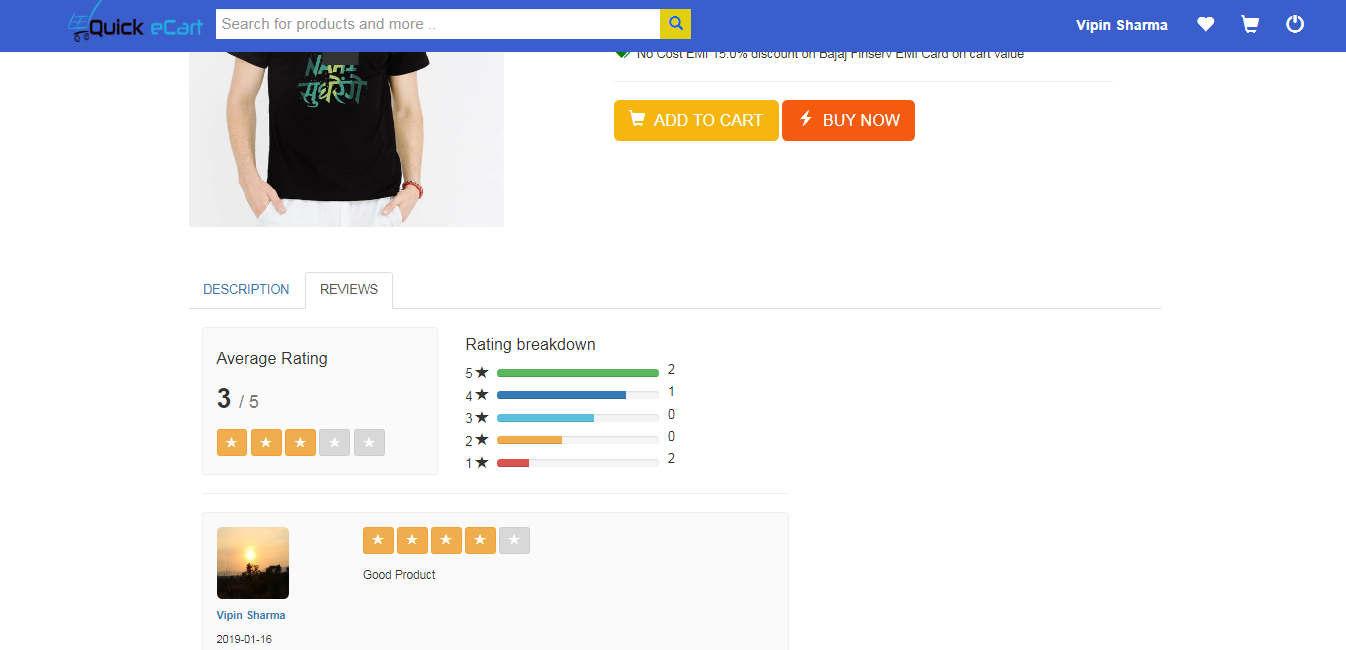 Quick eCart
Search for products and more ..
Vipin Sharma
No Cost EMI 15.0% discount on Bajaj Finserv EMI Card on cart value
सुधरेंगे
ADD TO CART
BUY NOW
DESCRIPTION
REVIEWS
Average Rating
3 / 5
Rating breakdown
5★ 2
4★ 1
3★ 0
2★ 0
1★ 2
Good Product
Vipin Sharma
2019-01-16